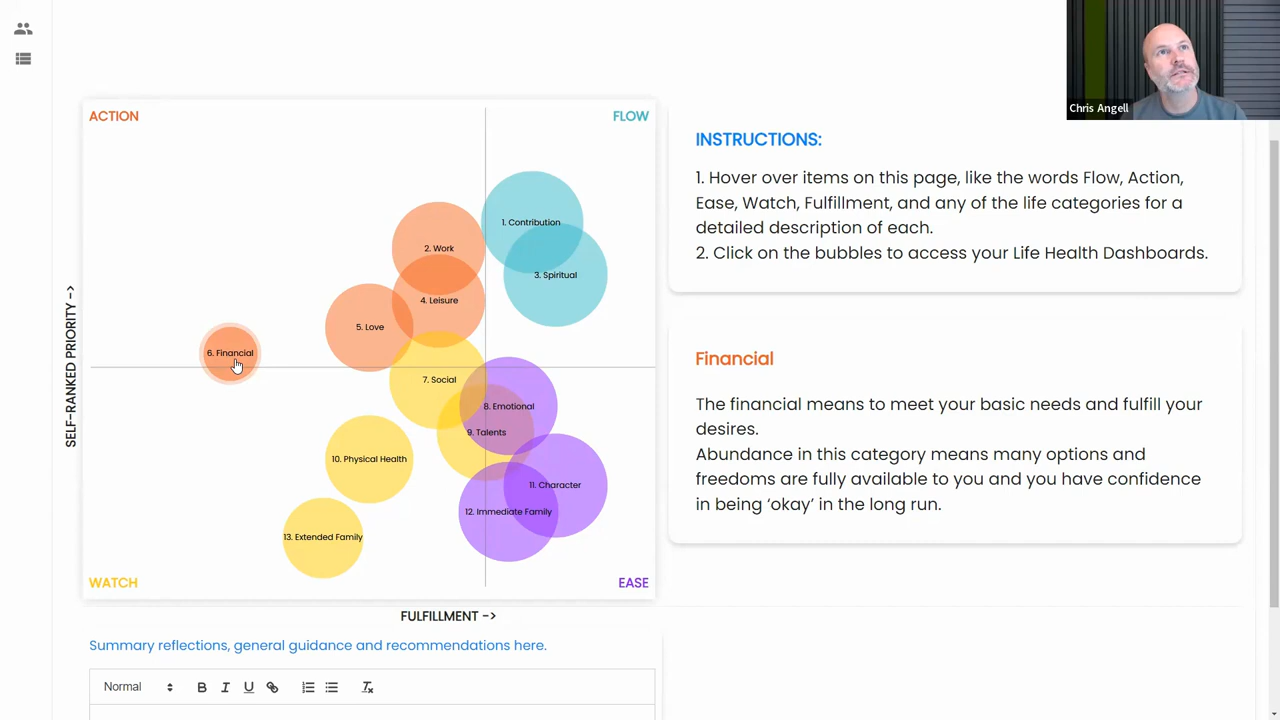 Chris Angell
ACTION
FLOW
1. Contribution
2. Work
3. Spiritual
4. Leisure
5. Love
6. Financial
7. Social
8. Emotional
9. Talents
10. Physical Health
11. Character
12. Immediate Family
13. Extended Family
WATCH
EASE
SELF-RANKED PRIORITY ->
FULFILLMENT ->
INSTRUCTIONS:
1. Hover over items on this page, like the words Flow, Action,
Ease, Watch, Fulfillment, and any of the life categories for a
detailed description of each.
2. Click on the bubbles to access your Life Health Dashboards.
Financial
The financial means to meet your basic needs and fulfill your
desires.
Abundance in this category means many options and
freedoms are fully available to you and you have confidence
in being ‘okay’ in the long run.
Summary reflections, general guidance and recommendations here.
Normal B I U